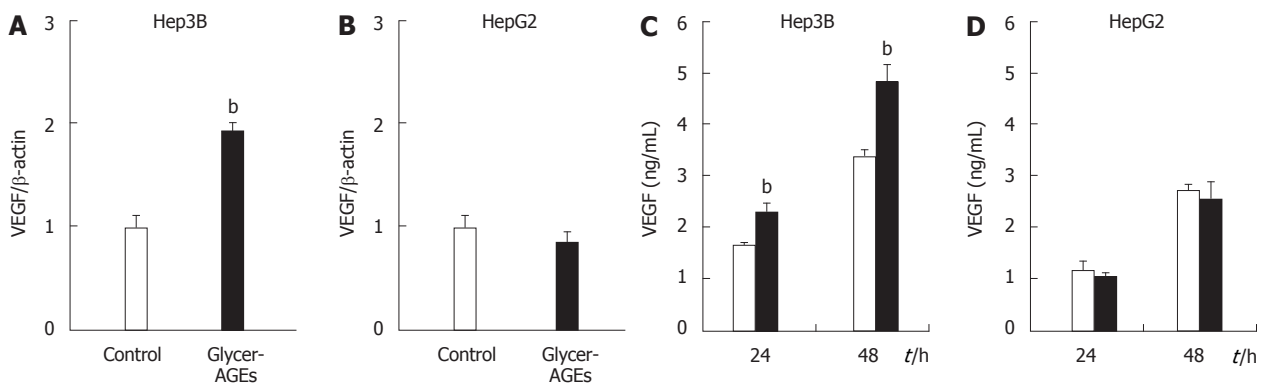 A
Hep3B
3
2
1
0
VEGF/β-actin
b
Control
Glycer-
AGEs
B
HepG2
3
2
1
0
VEGF/β-actin
Control
Glycer-
AGEs
C
Hep3B
6
5
4
3
2
1
0
VEGF (ng/mL)
b
b
24
48
t/h
D
HepG2
6
5
4
3
2
1
0
VEGF (ng/mL)
24
48
t/h